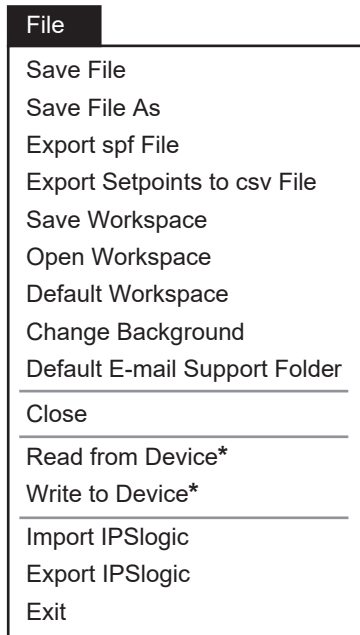 File
Save File
Save File As
Export spf File
Export Setpoints to csv File
Save Workspace
Open Workspace
Default Workspace
Change Background
Default E-mail Support Folder
Close
Read from Device*
Write to Device*
Import IPSlogic
Export IPSlogic
Exit